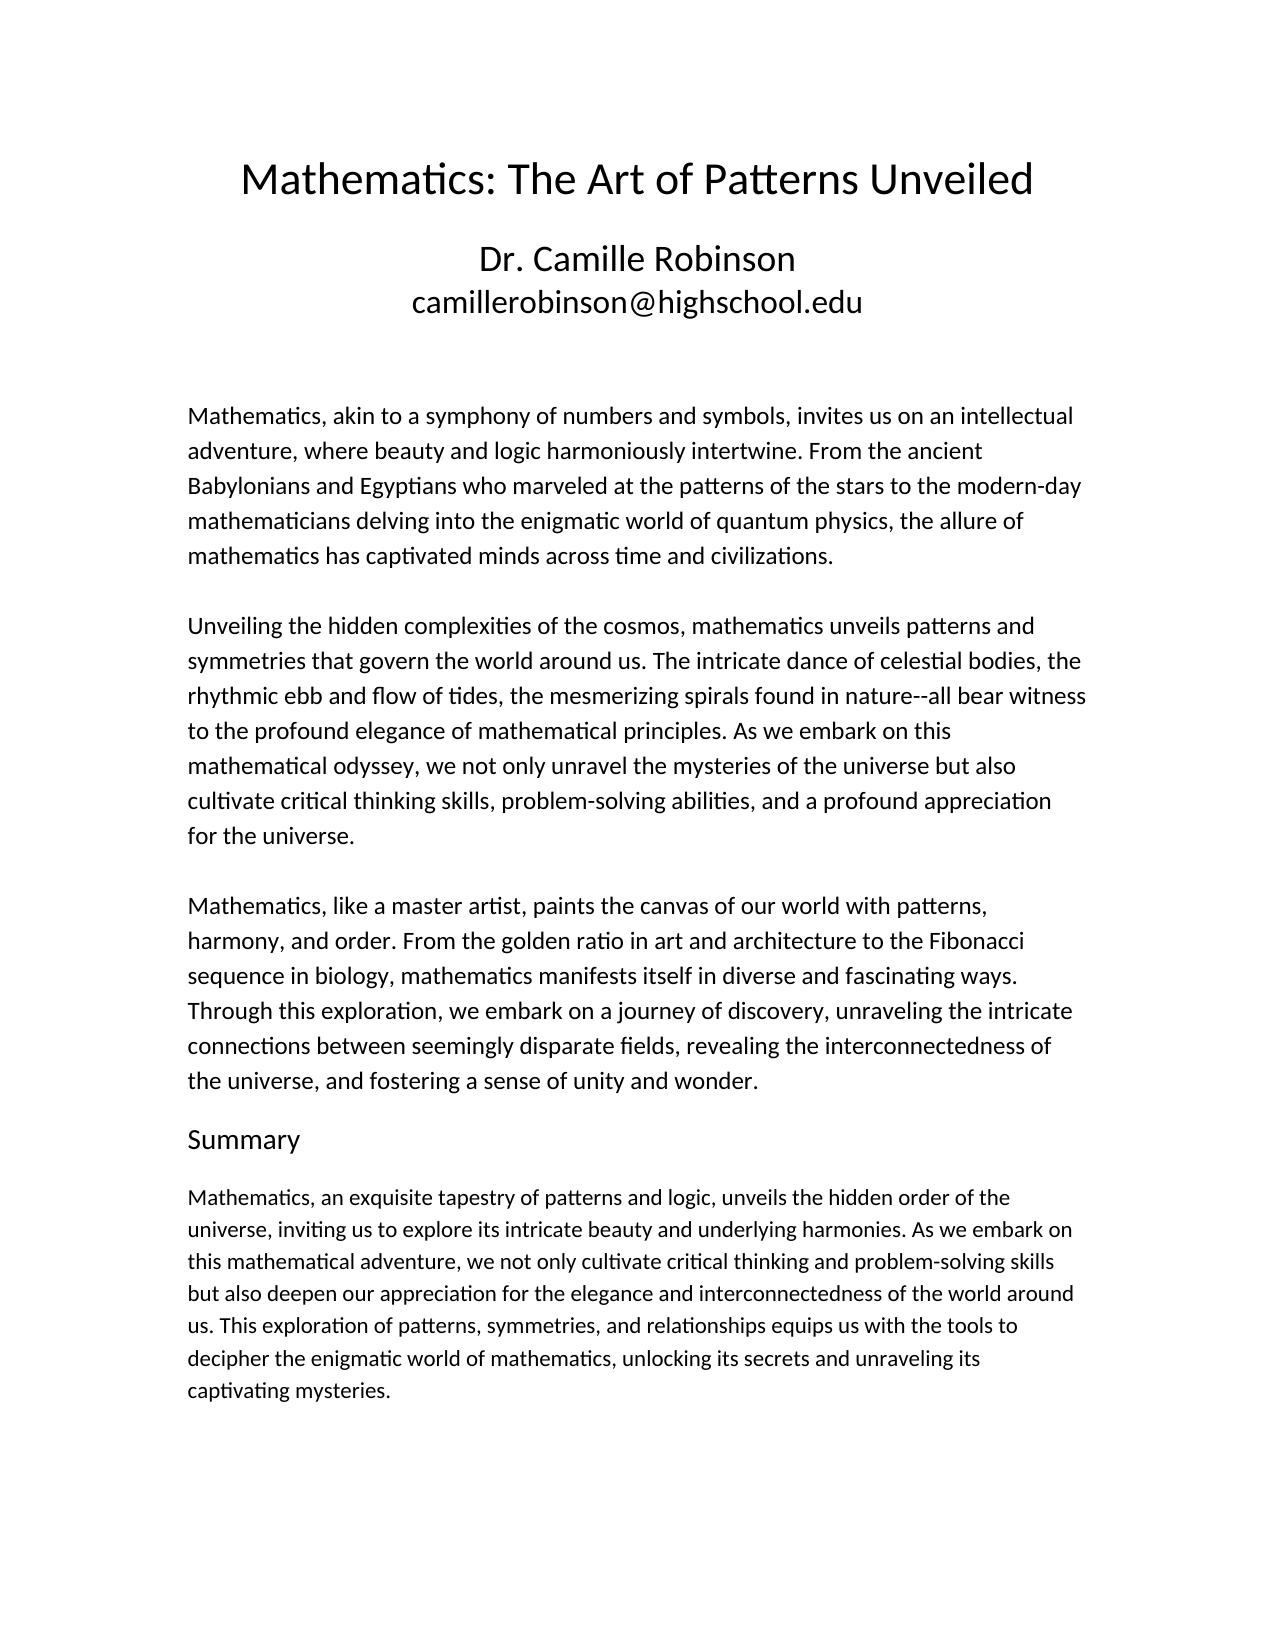 Mathematics: The Art of Patterns Unveiled
Dr. Camille Robinson
camillerobinson@highschool.edu
Mathematics, akin to a symphony of numbers and symbols, invites us on an intellectual
adventure, where beauty and logic harmoniously intertwine. From the ancient
Babylonians and Egyptians who marveled at the patterns of the stars to the modern-day
mathematicians delving into the enigmatic world of quantum physics, the allure of
mathematics has captivated minds across time and civilizations.
Unveiling the hidden complexities of the cosmos, mathematics unveils patterns and
symmetries that govern the world around us. The intricate dance of celestial bodies, the
rhythmic ebb and flow of tides, the mesmerizing spirals found in nature--all bear witness
to the profound elegance of mathematical principles. As we embark on this
mathematical odyssey, we not only unravel the mysteries of the universe but also
cultivate critical thinking skills, problem-solving abilities, and a profound appreciation
for the universe.
Mathematics, like a master artist, paints the canvas of our world with patterns,
harmony, and order. From the golden ratio in art and architecture to the Fibonacci
sequence in biology, mathematics manifests itself in diverse and fascinating ways.
Through this exploration, we embark on a journey of discovery, unraveling the intricate
connections between seemingly disparate fields, revealing the interconnectedness of
the universe, and fostering a sense of unity and wonder.
Summary
Mathematics, an exquisite tapestry of patterns and logic, unveils the hidden order of the
universe, inviting us to explore its intricate beauty and underlying harmonies. As we embark on
this mathematical adventure, we not only cultivate critical thinking and problem-solving skills
but also deepen our appreciation for the elegance and interconnectedness of the world around
us. This exploration of patterns, symmetries, and relationships equips us with the tools to
decipher the enigmatic world of mathematics, unlocking its secrets and unraveling its
captivating mysteries.